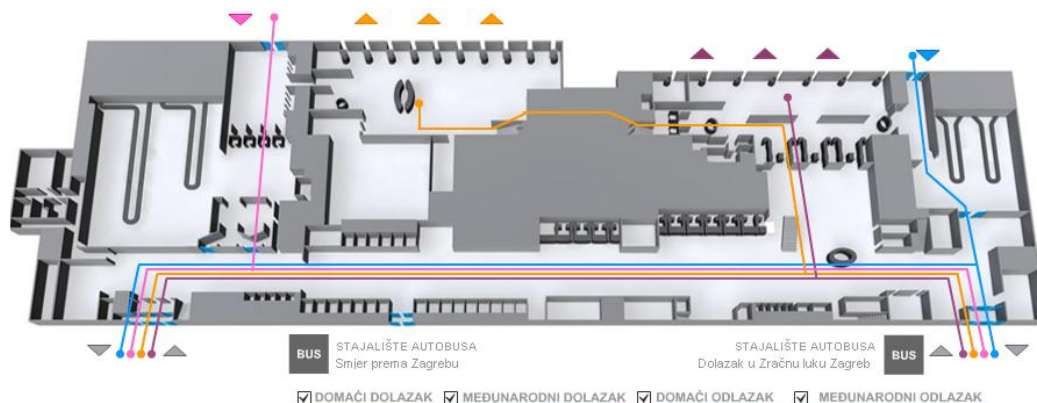 BUS
STAJALIŠTE AUTOBUSA
Smjer prema Zagrebu
STAJALIŠTE AUTOBUSA
Dolazak u Zračnu luku Zagreb
BUS
DOMAĆI DOLAZAK MEĐUNARODNI DOLAZAK DOMAĆI ODLAZAK MEĐUNARODNI ODLAZAK